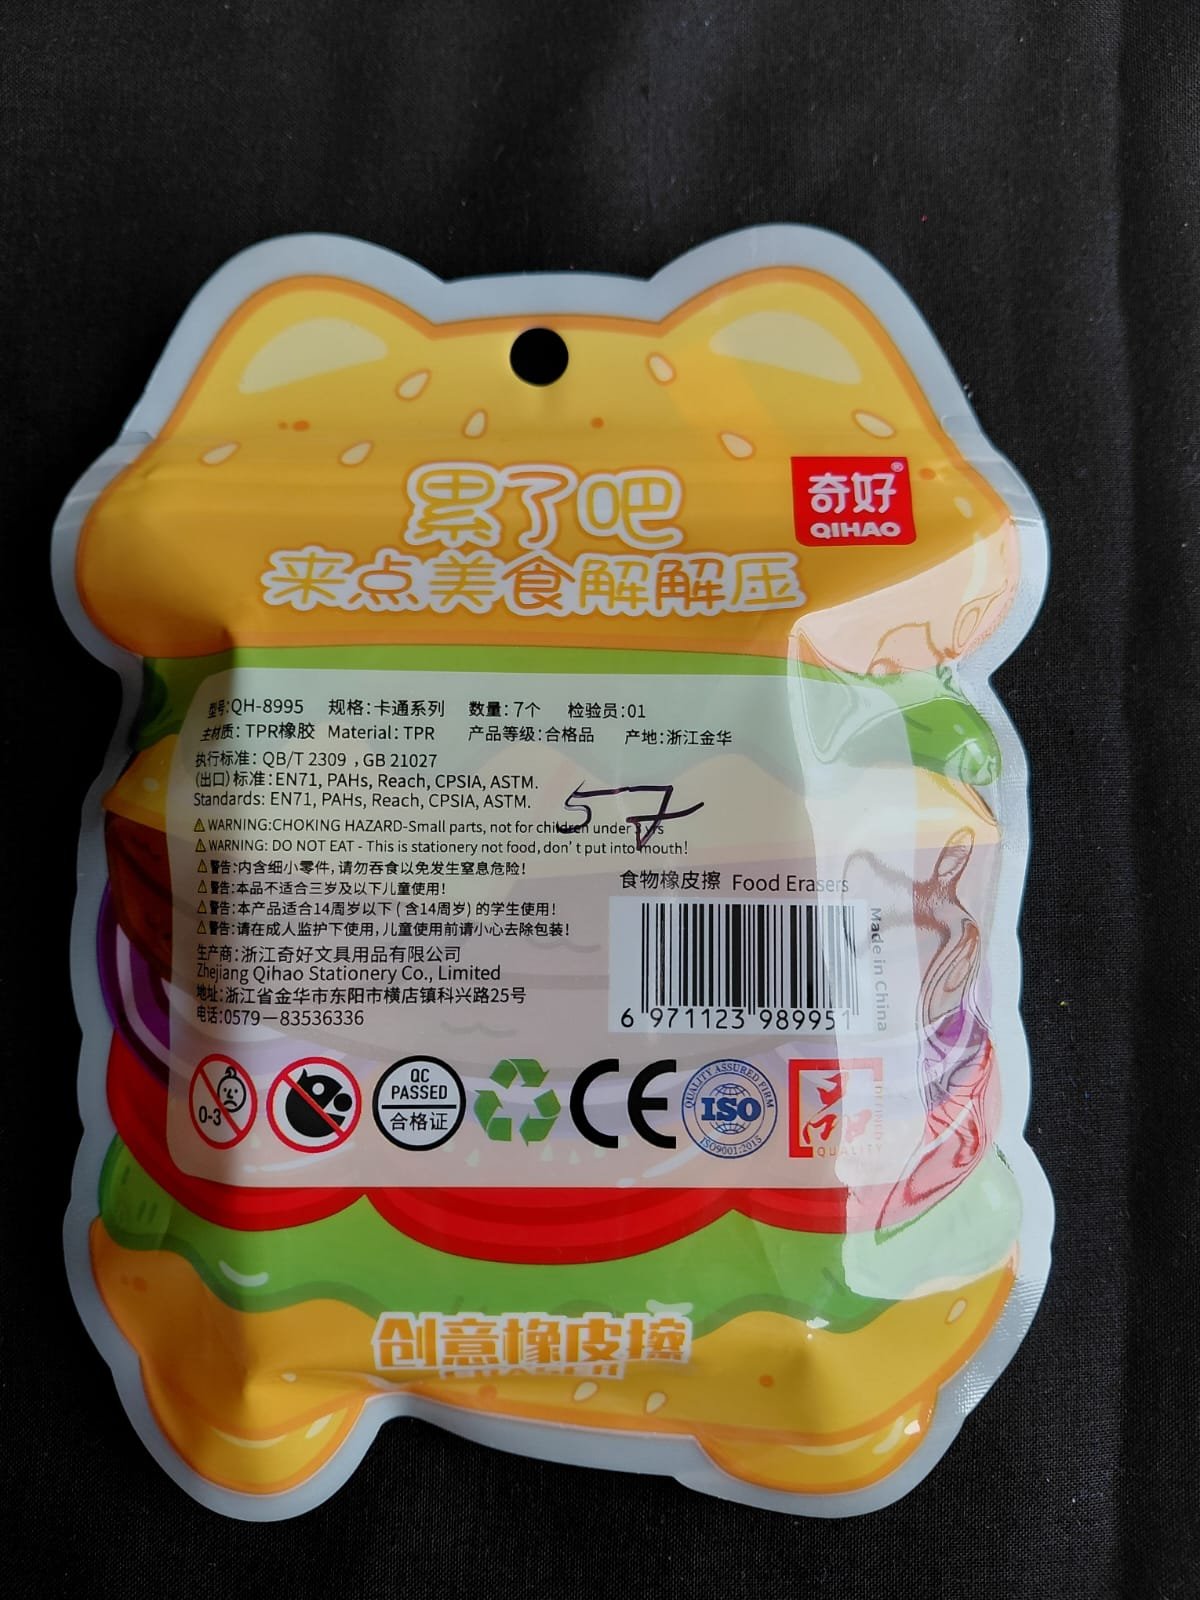 累了吧
奇好®
QIHAO
来点美食解解压
型号:QH-8995 规格:卡通系列 数量:7个 检验员:01
主材质:TPR橡胶 Material:TPR 产品等级:合格品 产地:浙江金华
执行标准: QB/T 2309 ,GB 21027
(出口)标准:EN71, PAHs, Reach, CPSIA, ASTM.
Standards: EN71, PAHs, Reach, CPSIA, ASTM.
57
WARNING:CHOKING HAZARD-Small parts, not for children under 3 yrs
WARNING: DO NOT EAT - This is stationery not food, don't put into mouth!
警告:内含细小零件,请勿吞食以免发生窒息危险!
警告:本品不适合三岁及以下儿童使用!
警告:本产品适合14周岁以下(含14周岁)的学生使用!
警告:请在成人监护下使用,儿童使用前请小心去除包装!
生产商:浙江奇好文具用品有限公司
Zhejiang Qihao Stationery Co., Limited
地址:浙江省金华市东阳市横店镇科兴路25号
电话:0579-83536336
食物橡皮擦 Food Erasers
6 971123 989951
Made in China
0-3
QC
PASSED
合格证
CE
QUALITY ASSURED FIRM
ISO
ISO9001:2015
品
QUALITY
创意橡皮擦